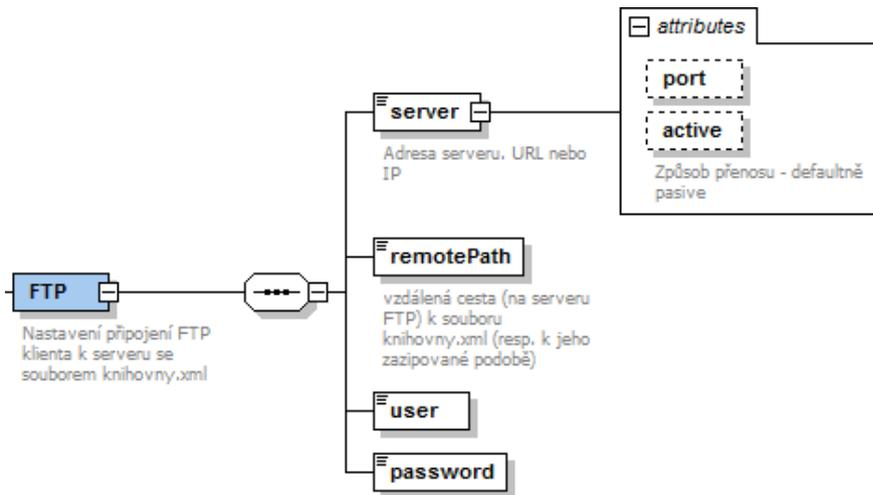 attributes
port
active
Způsob přenosu - defaultně
pasive
server
Adresa serveru. URL nebo
IP
remotePath
vzdálená cesta (na serveru
FTP) k souboru
knihovny.xml (resp. k jeho
zazipované podobě)
FTP
Nastavení připojení FTP
klienta k serveru se
souborem knihovny.xml
user
password